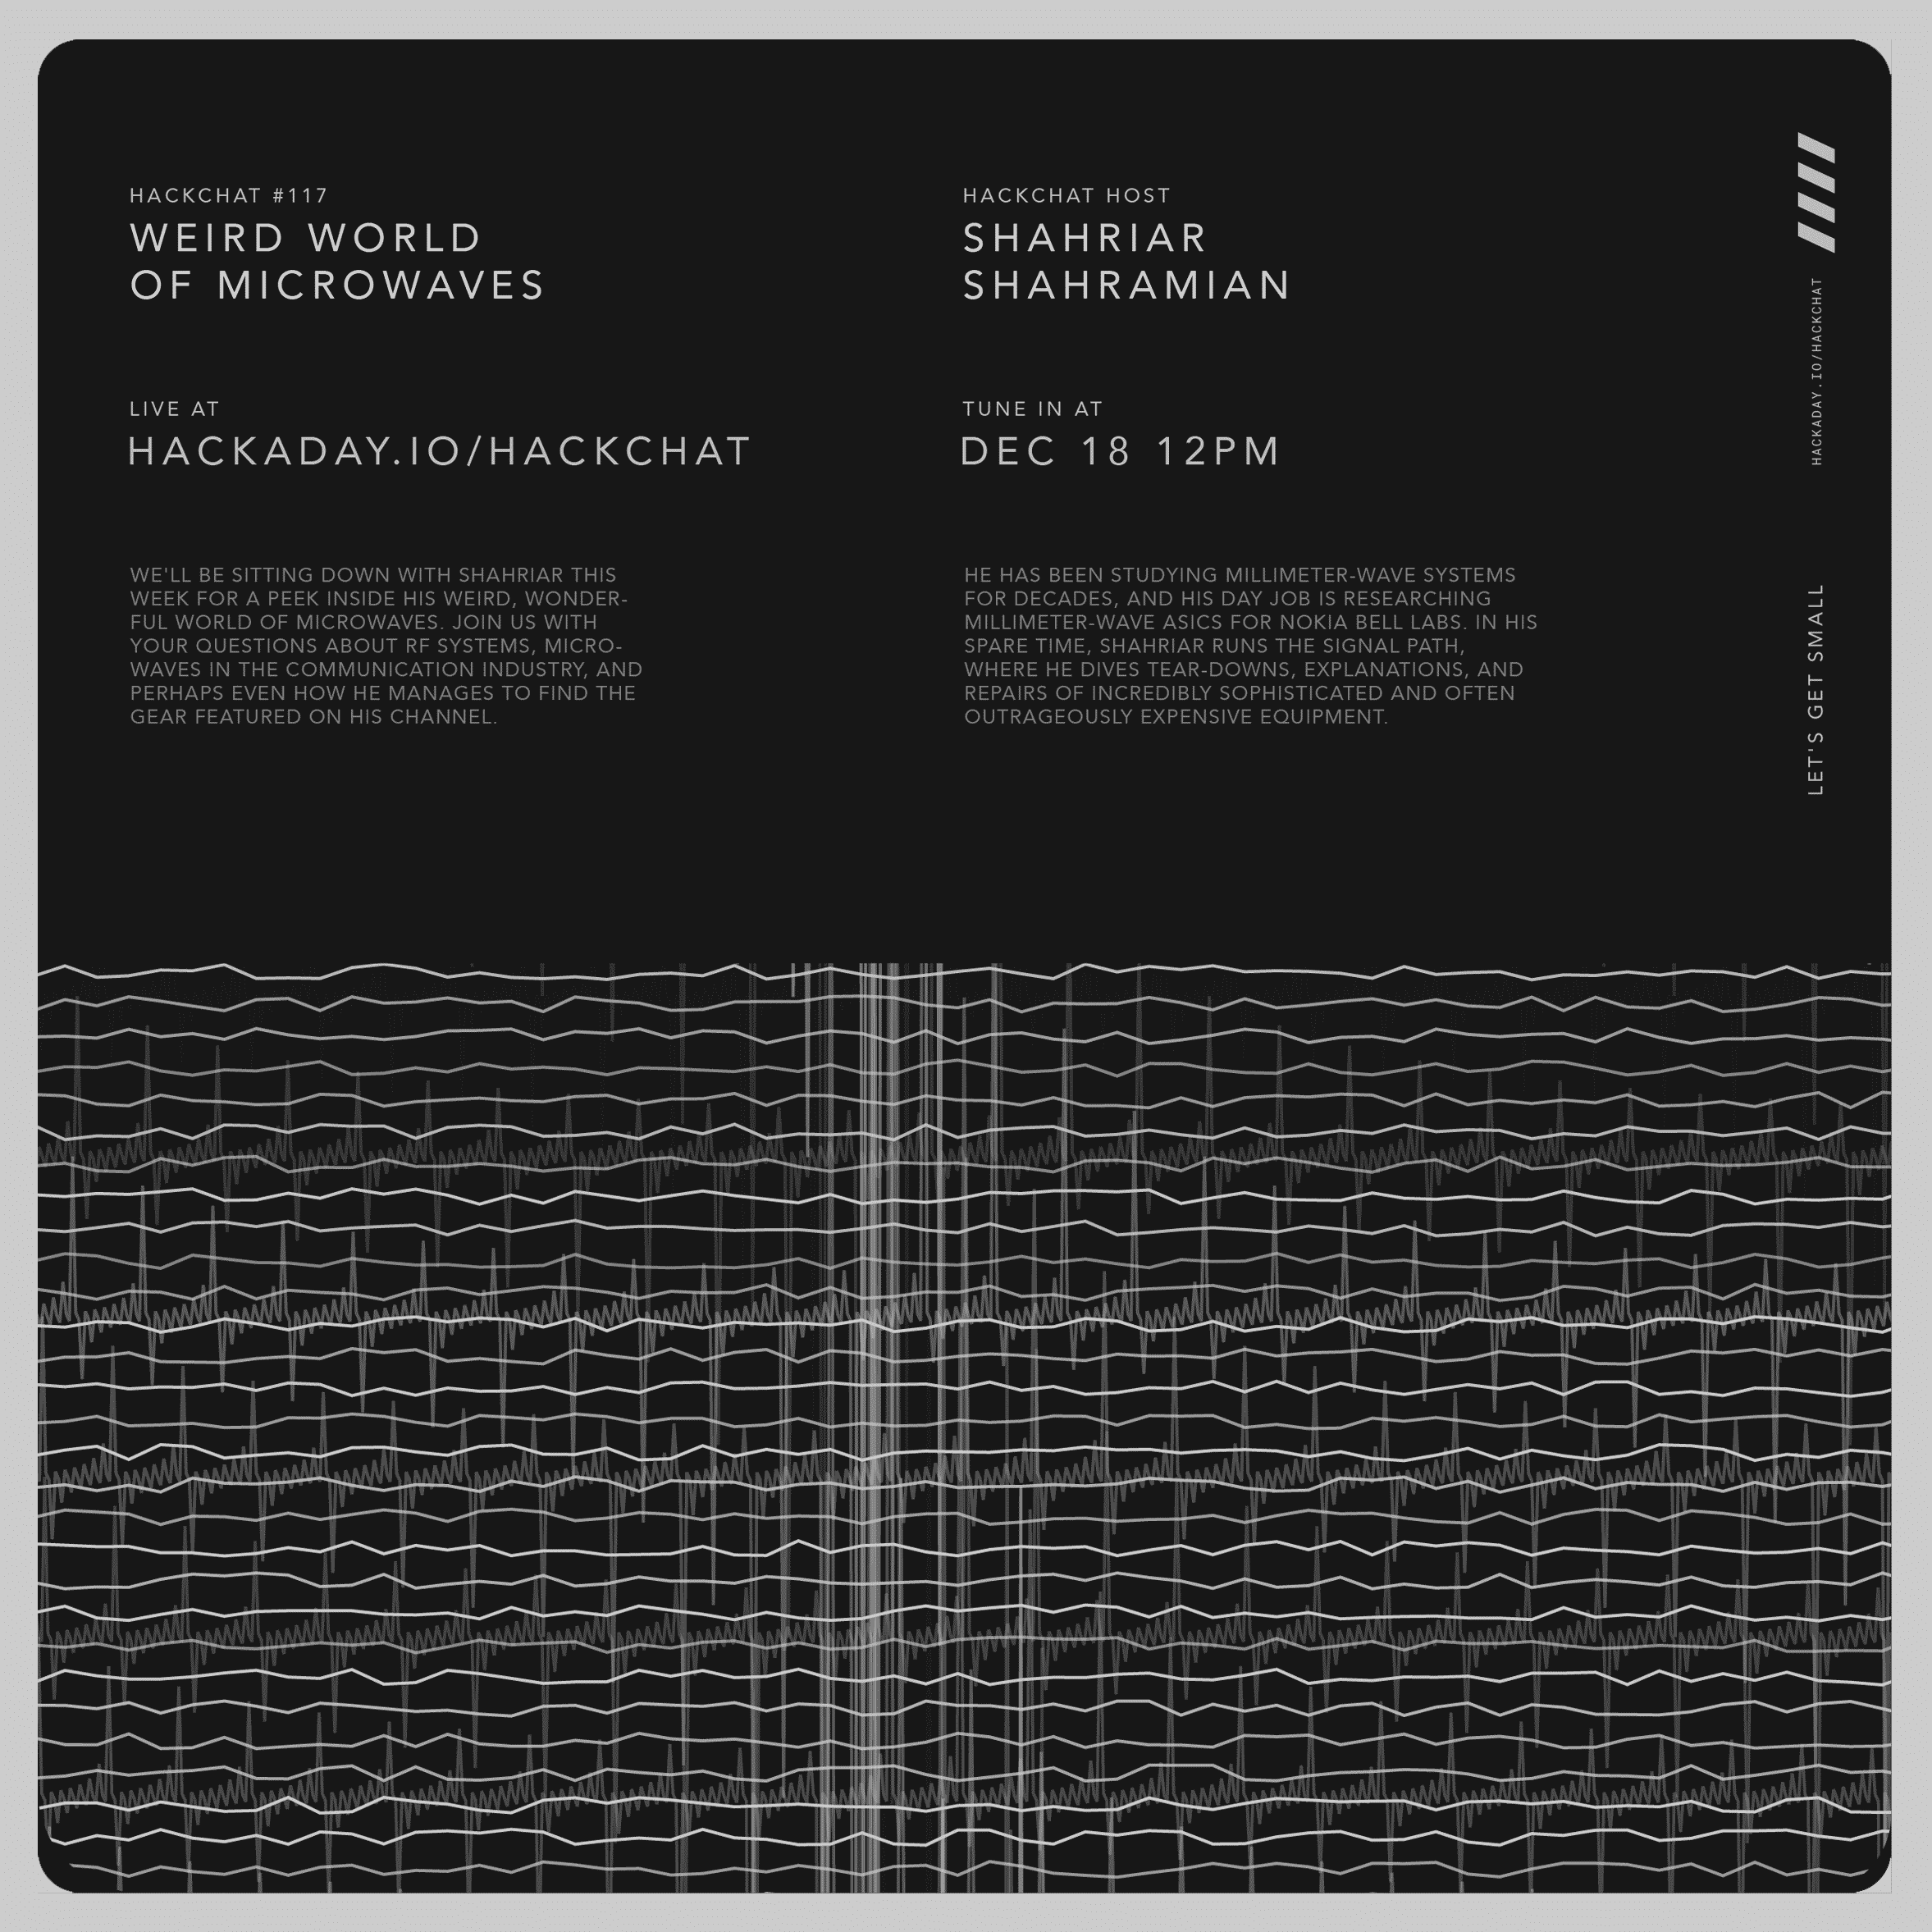 HACKCHAT #117
WEIRD WORLD
OF MICROWAVES
HACKCHAT HOST
SHAHRIAR
SHAHRAMIAN
LIVE AT
HACKADAY.IO/HACKCHAT
TUNE IN AT
DEC 18 12PM
WE'LL BE SITTING DOWN WITH SHAHRIAR THIS
WEEK FOR A PEEK INSIDE HIS WEIRD, WONDER-
FUL WORLD OF MICROWAVES. JOIN US WITH
YOUR QUESTIONS ABOUT RF SYSTEMS, MICRO-
WAVES IN THE COMMUNICATION INDUSTRY, AND
PERHAPS EVEN HOW HE MANAGES TO FIND THE
GEAR FEATURED ON HIS CHANNEL.
HE HAS BEEN STUDYING MILLIMETER-WAVE SYSTEMS
FOR DECADES, AND HIS DAY JOB IS RESEARCHING
MILLIMETER-WAVE ASICS FOR NOKIA BELL LABS. IN HIS
SPARE TIME, SHAHRIAR RUNS THE SIGNAL PATH,
WHERE HE DIVES TEAR-DOWNS, EXPLANATIONS, AND
REPAIRS OF INCREDIBLY SOPHISTICATED AND OFTEN
OUTRAGEOUSLY EXPENSIVE EQUIPMENT.
HACKADAY.IO/HACKCHAT
LET'S GET SMALL